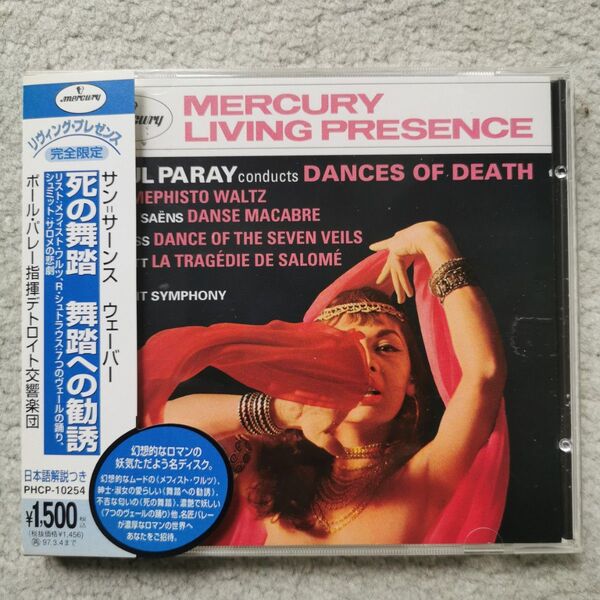 mercury
リヴィング・プレゼンス
完全限定
サン=サーンス ウェーバー
死の舞踏 舞踏への勧誘
リスト:メフィスト・ワルツ、R・シュトラウス:7つのヴェールの踊り、
シュミット:サロメの悲劇
ポール・パレー指揮デトロイト交響楽団
日本語解説つき
PHCP-10254
¥1,500 税込
(税抜価格¥1,456)
再 97.3.4まで
MERCURY
LIVING PRESENCE
UL PARAY conducts DANCES OF DEATH
MEPHISTO WALTZ
SAËNS DANSE MACABRE
SS DANCE OF THE SEVEN VEILS
TT LA TRAGÉDIE DE SALOMÉ
IT SYMPHONY
幻想的なロマンの
妖気ただよう名ディスク。
幻想的なムードの〈メフィスト・ワルツ〉、
紳士・淑女の愛らしい〈舞踏への勧誘〉、
不吉な匂いの〈死の舞踏〉、濃艶で妖しい
〈7つのヴェールの踊り〉他、名匠パレー
が濃厚なロマンの世界へ
あなたをご招待。